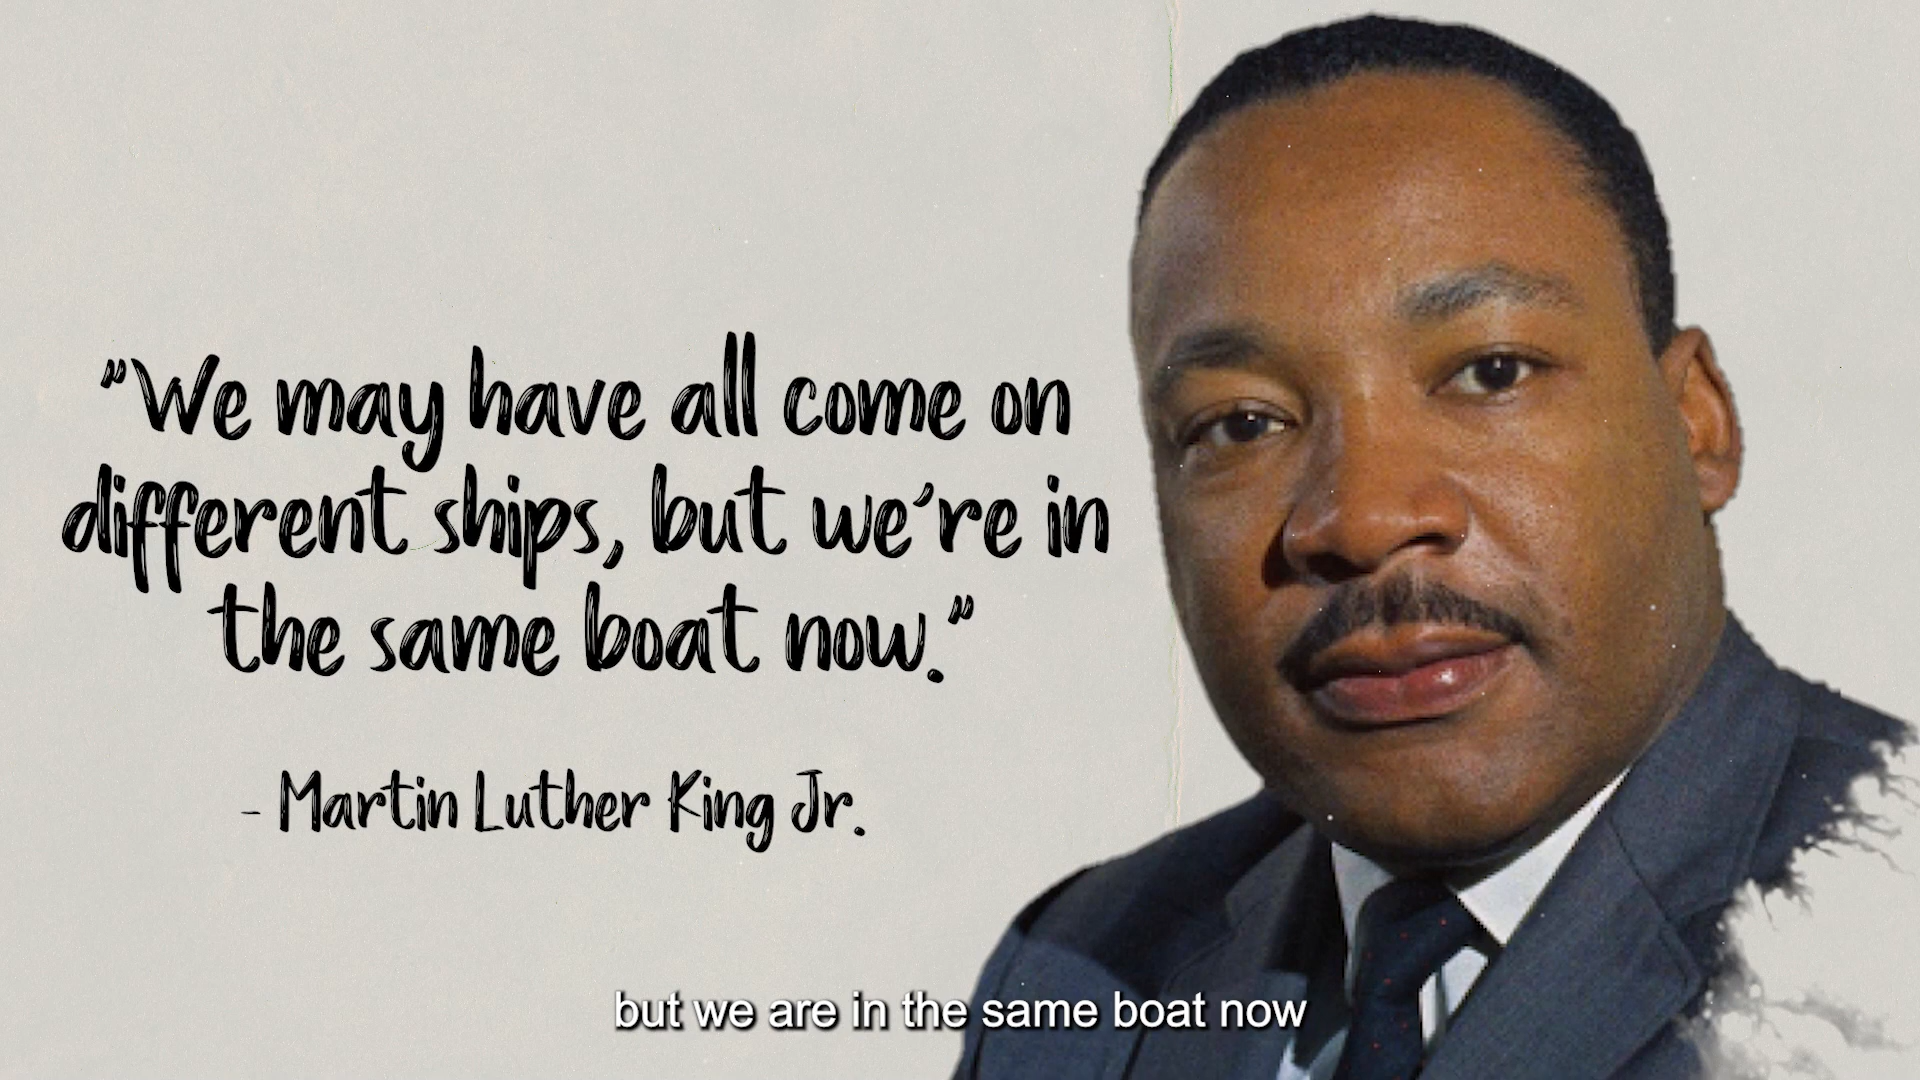 "We may have all come on
different ships, but we're in
the same boat now."
- Martin Luther King Jr.
but we are in the same boat now